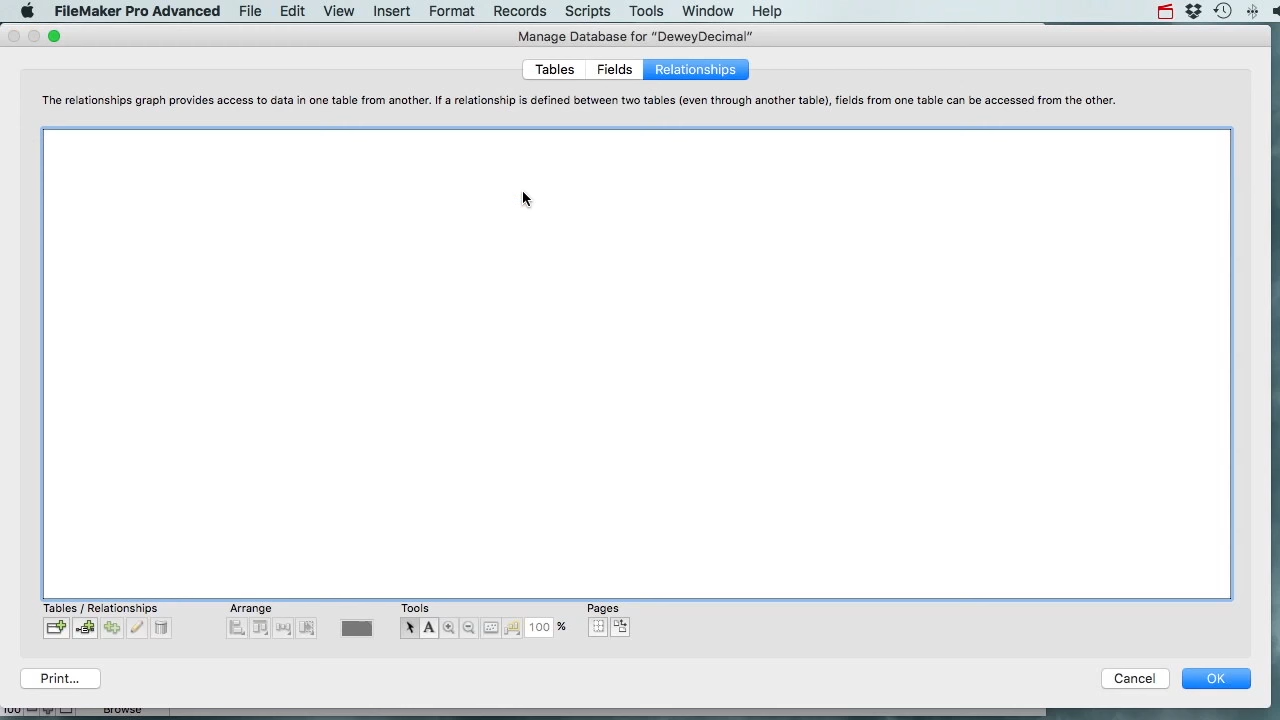 FileMaker Pro Advanced File Edit View Insert Format Records Scripts Tools Window Help
Manage Database for “DeweyDecimal”
Tables Fields Relationships
The relationships graph provides access to data in one table from another. If a relationship is defined between two tables (even through another table), fields from one table can be accessed from the other.
Tables / Relationships Arrange Tools Pages
A 100 %
Print... Cancel OK
100 Browse